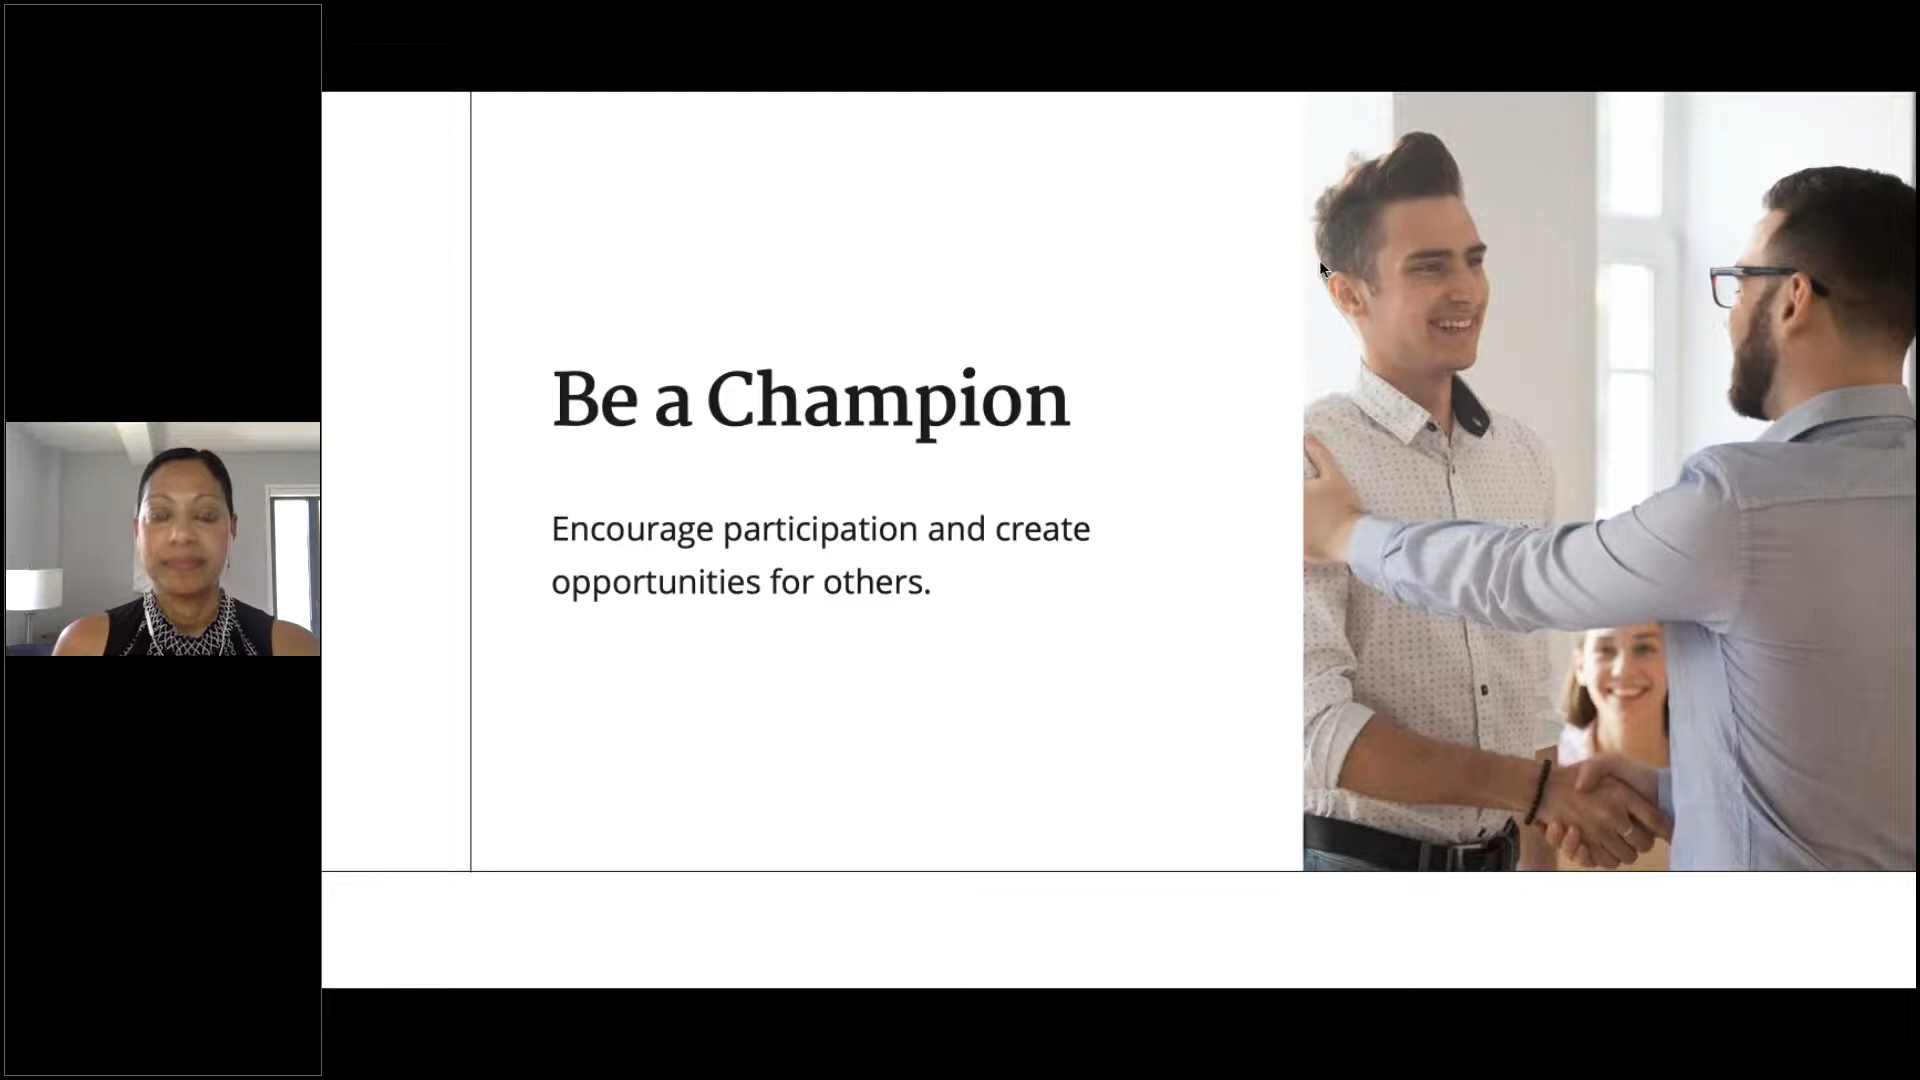 Be a Champion
Encourage participation and create
opportunities for others.